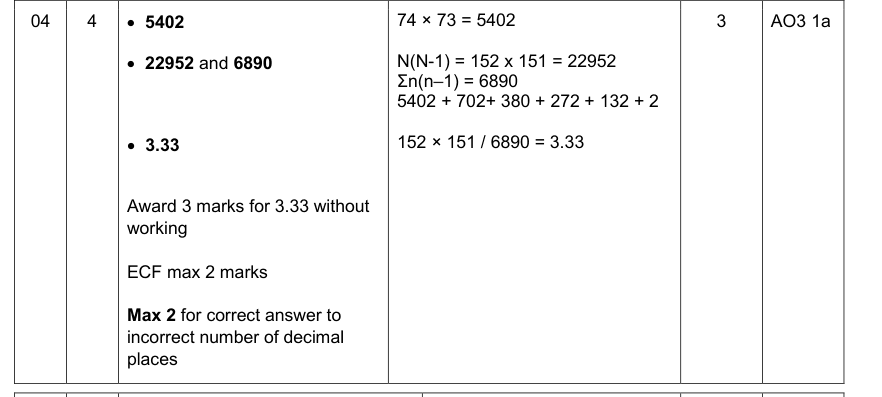 04 4 • 5402 74 × 73 = 5402 3 AO3 1a
• 22952 and 6890 N(N-1) = 152 x 151 = 22952
Σn(n–1) = 6890
5402 + 702+ 380 + 272 + 132 + 2
• 3.33 152 × 151 / 6890 = 3.33
Award 3 marks for 3.33 without
working
ECF max 2 marks
Max 2 for correct answer to
incorrect number of decimal
places